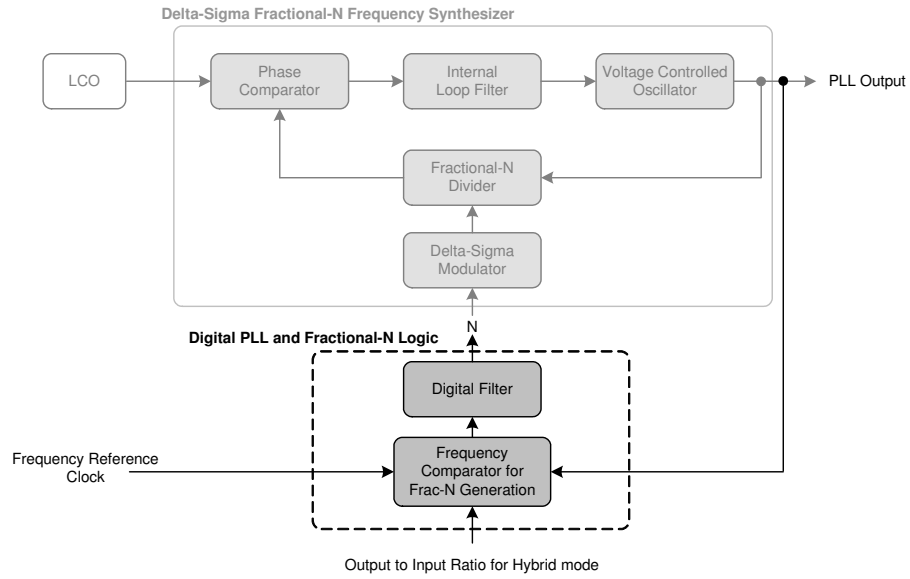 Delta-Sigma Fractional-N Frequency Synthesizer
LCO
Phase
Comparator
Internal
Loop Filter
Voltage Controlled
Oscillator
PLL Output
Fractional-N
Divider
Delta-Sigma
Modulator
N
Digital PLL and Fractional-N Logic
Digital Filter
Frequency Reference
Clock
Frequency
Comparator for
Frac-N Generation
Output to Input Ratio for Hybrid mode